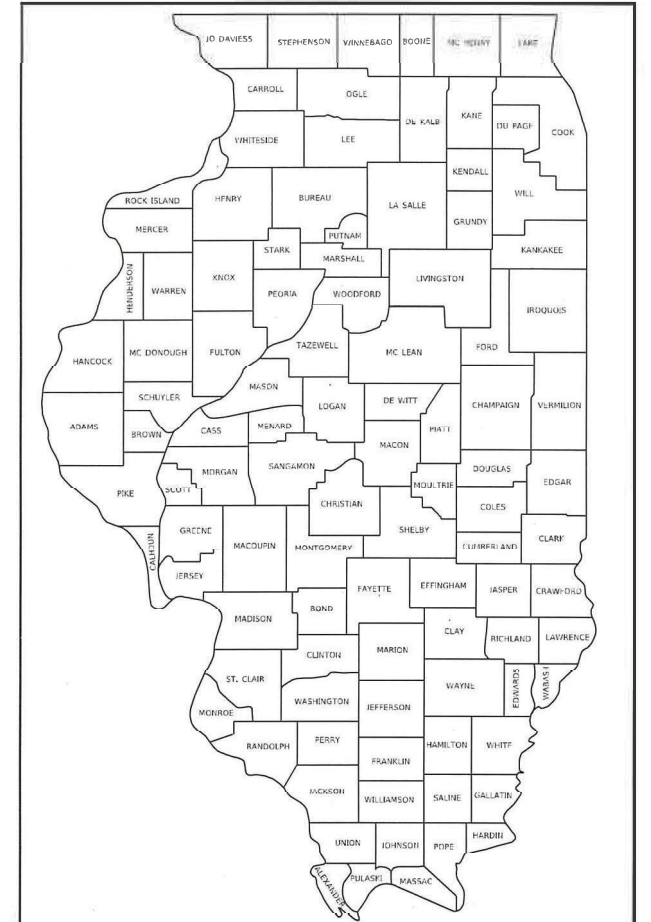 JO DAVIESS STEPHENSON WINNEBAGO BOONE MC HENRY LAKE
CARROLL OGLE DE KALB KANE DU PAGE COOK
WHITESIDE LEE
KENDALL
ROCK ISLAND HENRY BUREAU LA SALLE GRUNDY WILL
MERCER PUTNAM
STARK MARSHALL KANKAKEE
HENDERSON WARREN KNOX PEORIA WOODFORD LIVINGSTON IROQUOIS
HANCOCK MC DONOUGH FULTON TAZEWELL MC LEAN FORD
SCHUYLER MASON LOGAN DE WITT CHAMPAIGN VERMILION
ADAMS BROWN CASS MENARD MACON PIATT
PIKE SCOTT MORGAN SANGAMON MOULTRIE DOUGLAS EDGAR
CHRISTIAN COLES
CALHOUN GREENE MACOUPIN MONTGOMERY SHELBY CUMBERLAND CLARK
JERSEY FAYETTE EFFINGHAM JASPER CRAWFORD
MADISON BOND CLAY RICHLAND LAWRENCE
CLINTON MARION
ST. CLAIR WAYNE EDWARDS WABASH
MONROE WASHINGTON JEFFERSON
RANDOLPH PERRY FRANKLIN HAMILTON WHITE
JACKSON WILLIAMSON SALINE GALLATIN
UNION JOHNSON POPE HARDIN
ALEXANDER PULASKI MASSAC